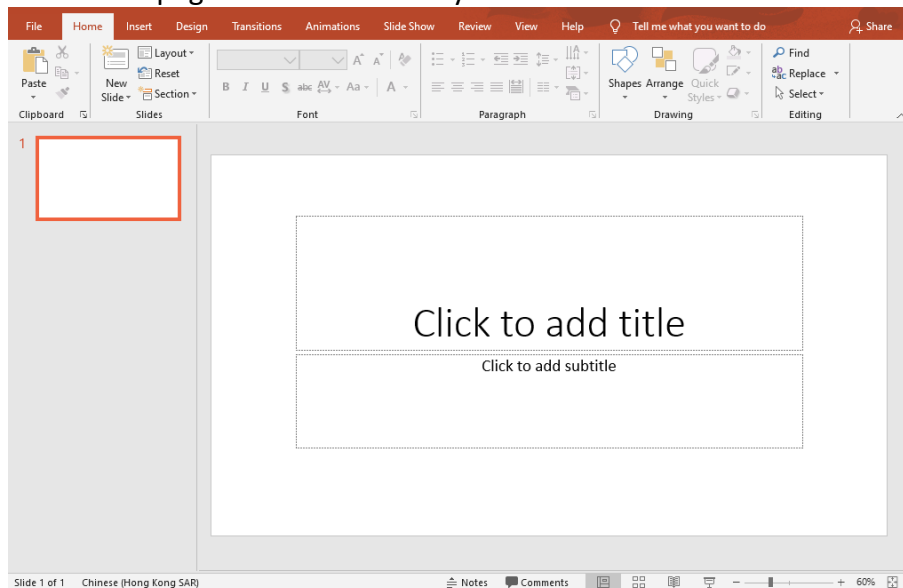 File Home Insert Design Transitions Animations Slide Show Review View Help Tell me what you want to do Share
Paste
New
Slide
Layout
Reset
Section
B I U S abc AV Aa A
Shapes Arrange Quick
Styles
Find
Replace
Select
Clipboard Slides Font Paragraph Drawing Editing
1
Click to add title
Click to add subtitle
Slide 1 of 1 Chinese (Hong Kong SAR) Notes Comments 60%